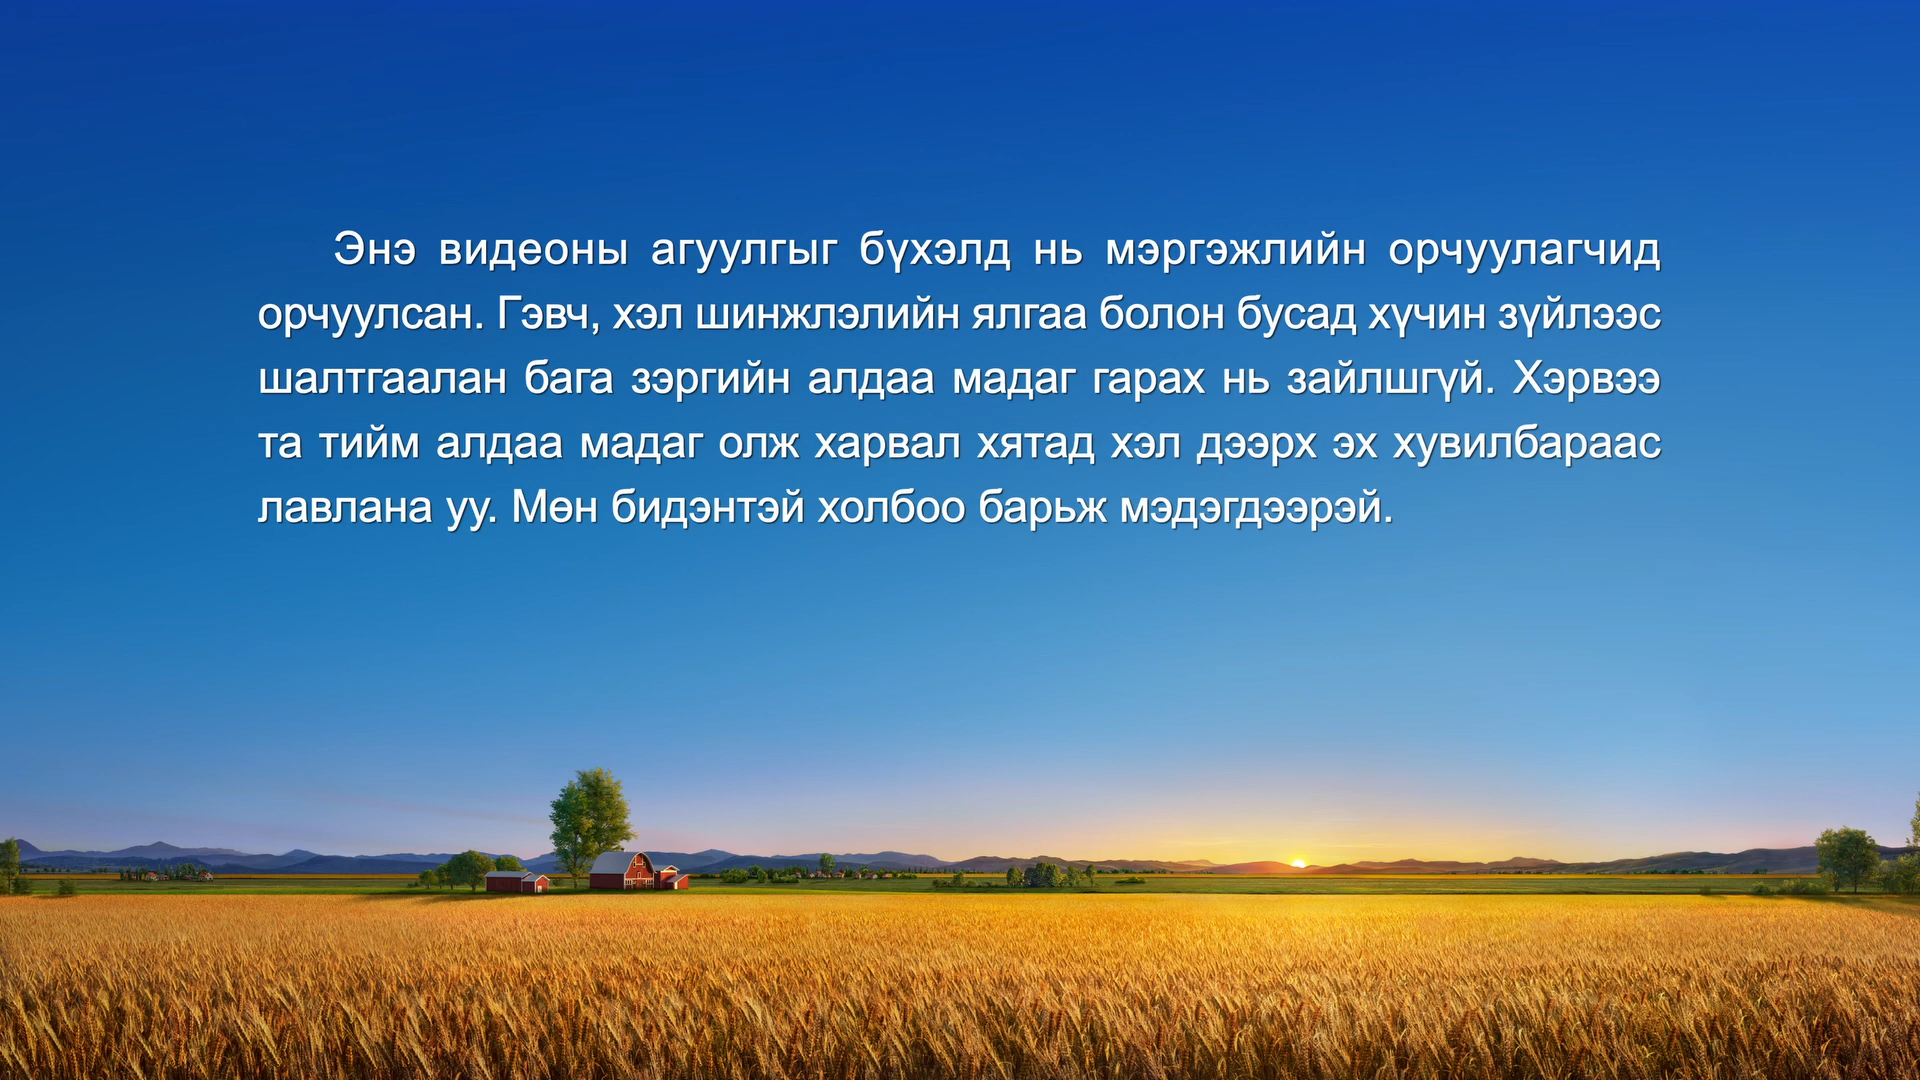 Энэ видеоны агуулгыг бүхэлд нь мэргэжлийн орчуулагчид
орчуулсан. Гэвч, хэл шинжлэлийн ялгаа болон бусад хүчин зүйлээс
шалтгаалан бага зэргийн алдаа мадаг гарах нь зайлшгүй. Хэрвээ
та тийм алдаа мадаг олж харвал хятад хэл дээрх эх хувилбараас
лавлана уу. Мөн бидэнтэй холбоо барьж мэдэгдээрэй.